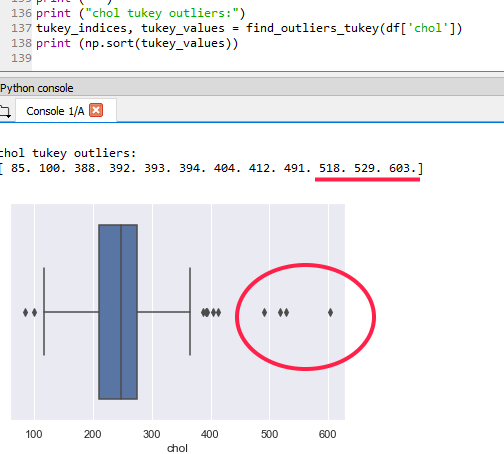 136 print ("chol tukey outliers:")
137 tukey_indices, tukey_values = find_outliers_tukey(df['chol'])
138 print (np.sort(tukey_values))
139
Python console
Console 1/A
chol tukey outliers:
[ 85. 100. 388. 392. 393. 394. 404. 412. 491. 518. 529. 603.]
100 200 300 400 500 600
chol